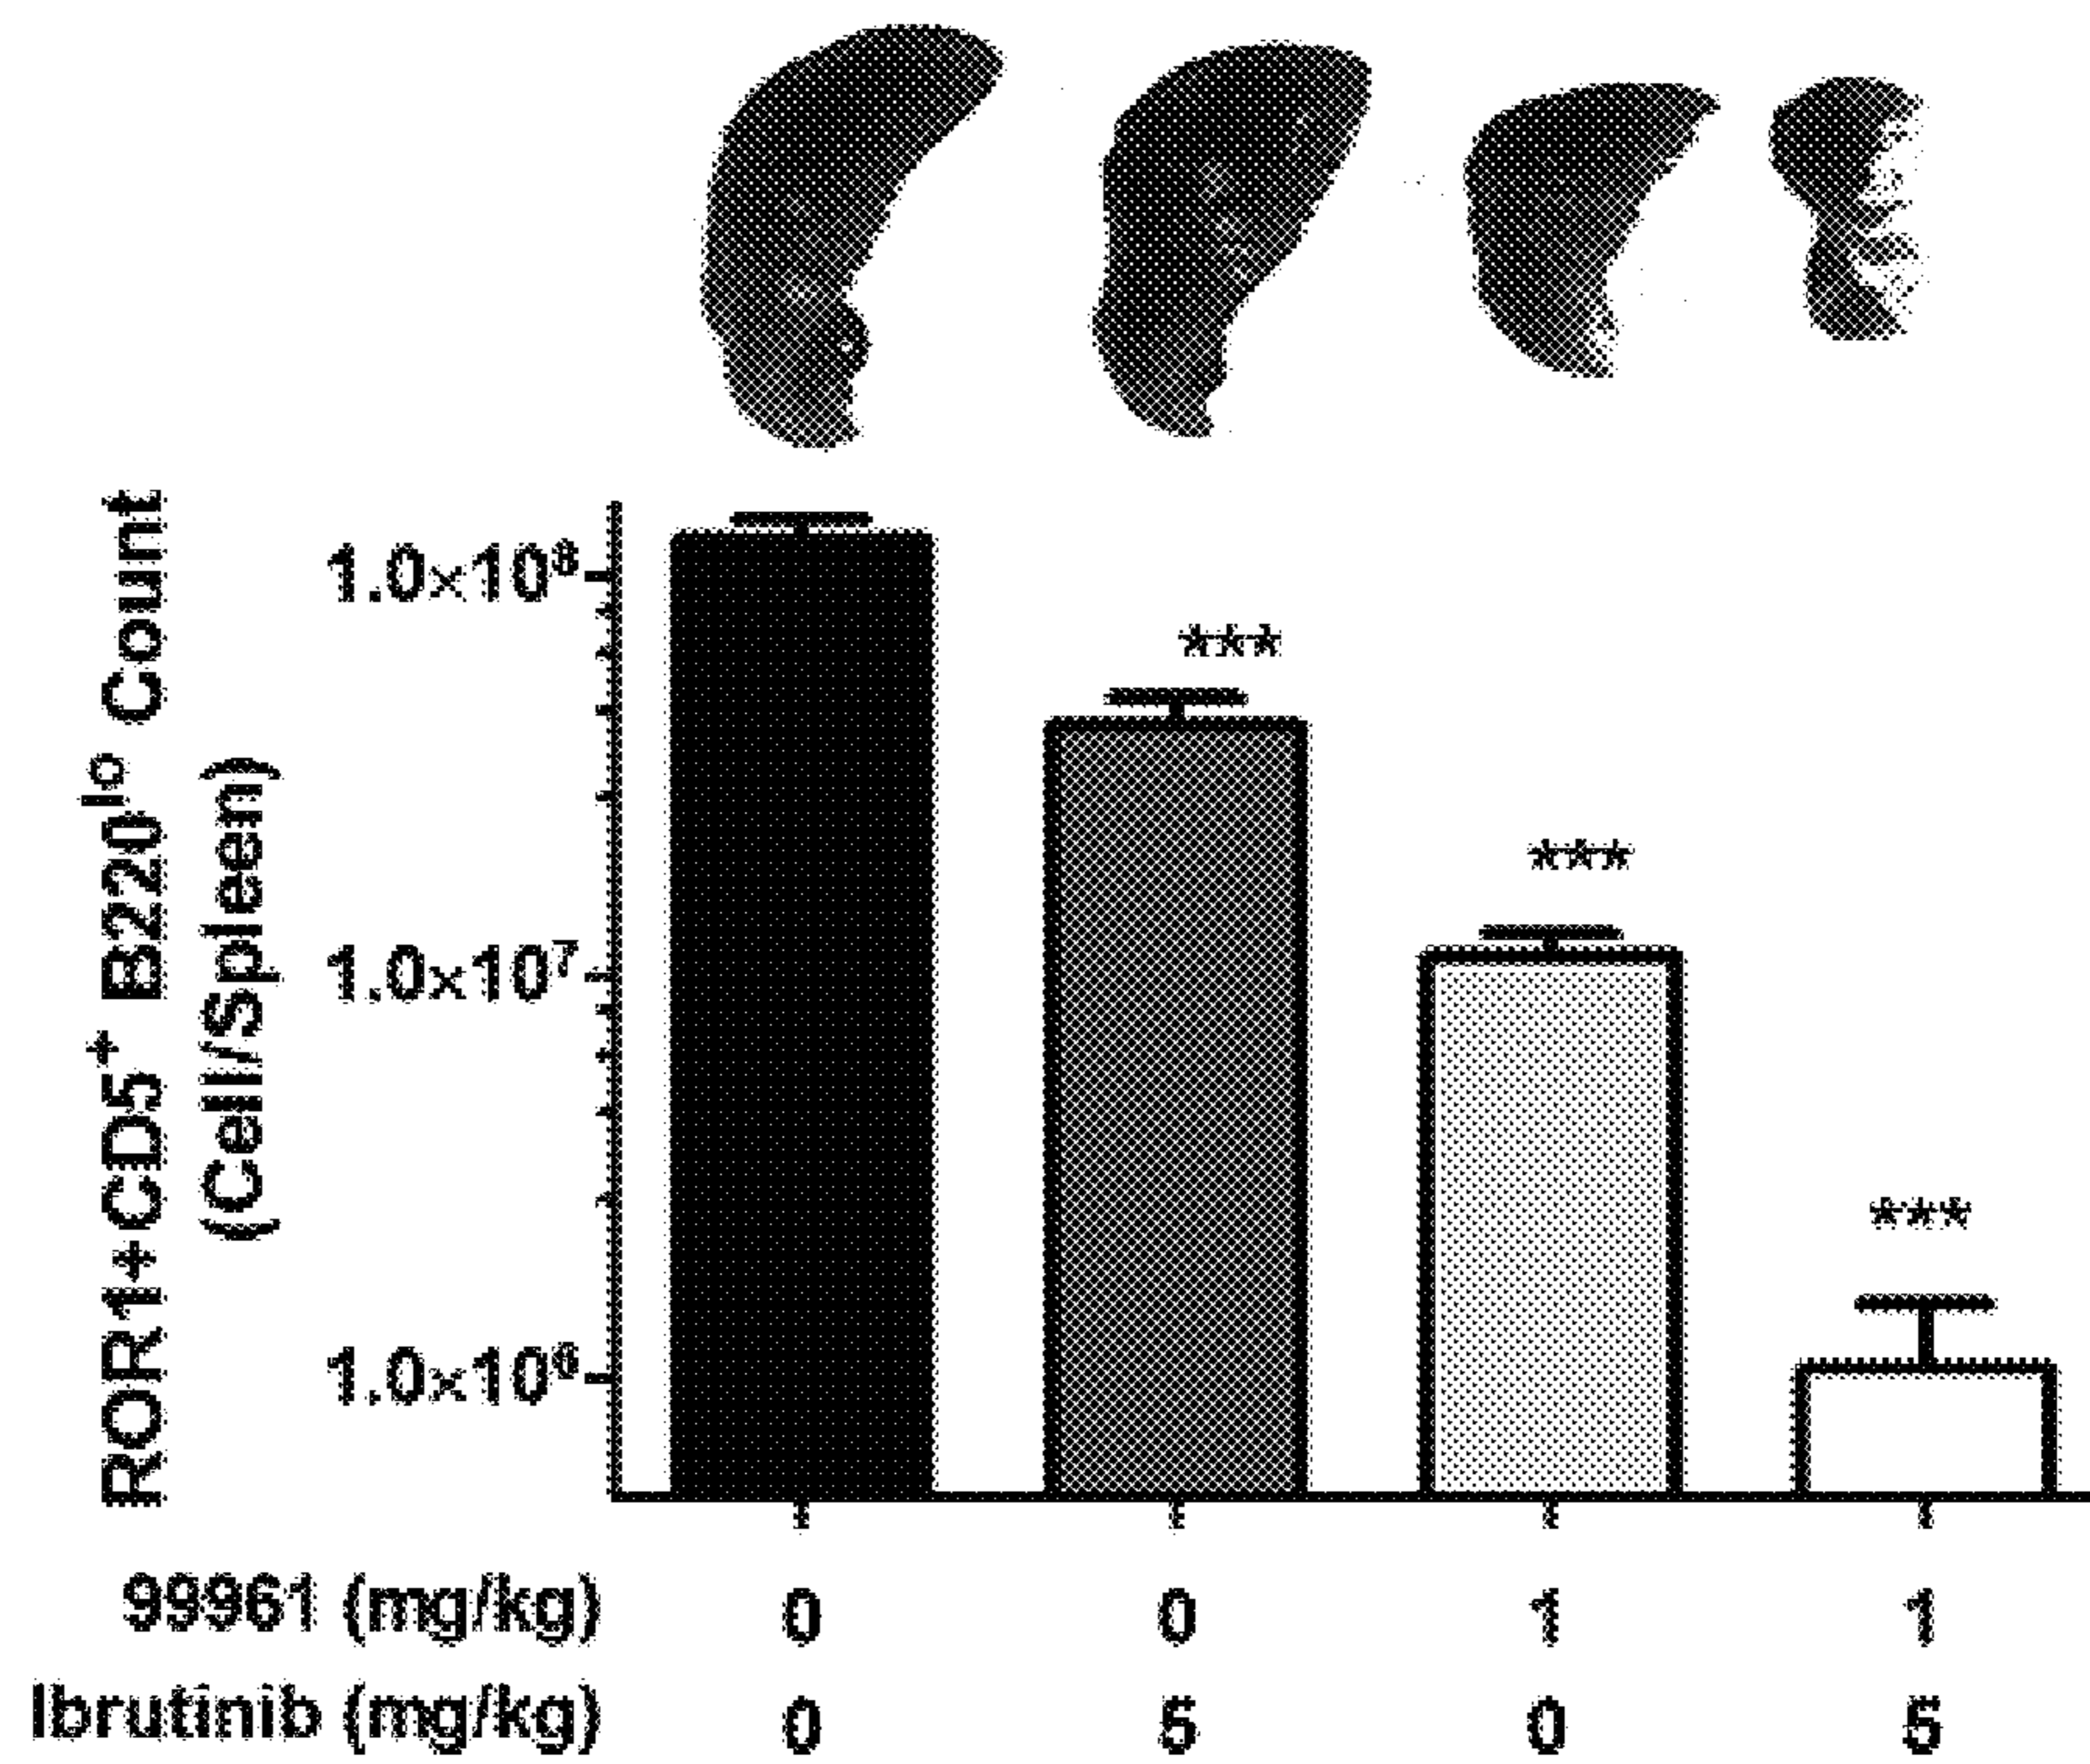 ROR1+CD5⁺ B220ˡᵒ Count
(Cell/Spleen)
1.0×10⁸
1.0×10⁷
1.0×10⁶
***
***
***
99961 (mg/kg) 0 0 1 1
Ibrutinib (mg/kg) 0 5 0 5